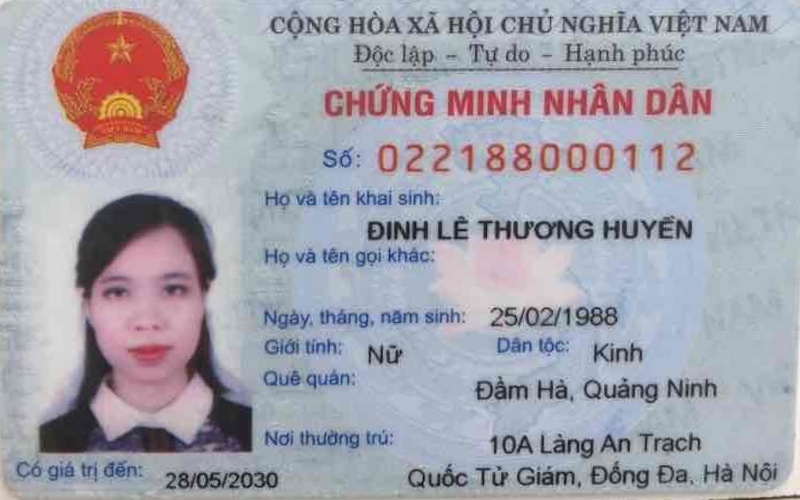 CỘNG HÒA XÃ HỘI CHỦ NGHĨA VIỆT NAM
Độc lập - Tự do - Hạnh phúc
CHỨNG MINH NHÂN DÂN
Số: 022188000112
Họ và tên khai sinh:
ĐINH LÊ THƯƠNG HUYỀN
Họ và tên gọi khác:
Ngày, tháng, năm sinh: 25/02/1988
Giới tính: Nữ Dân tộc: Kinh
Quê quán:
Đầm Hà, Quảng Ninh
Nơi thường trú: 10A Làng An Trạch
Có giá trị đến: 28/05/2030 Quốc Tử Giám, Đống Đa, Hà Nội